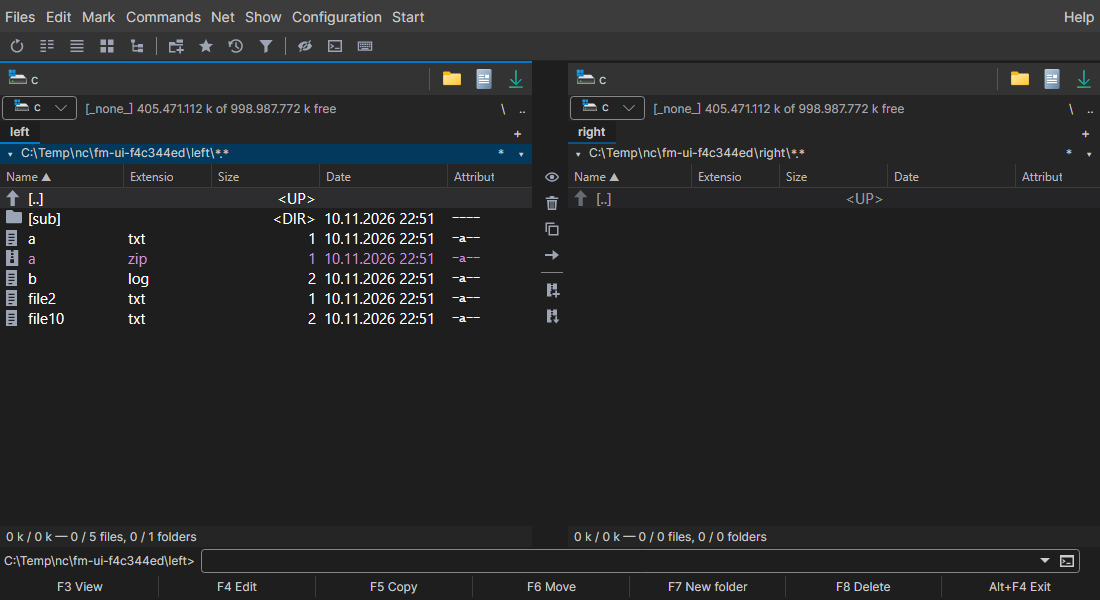 Files Edit Mark Commands Net Show Configuration Start Help
c c
c [_none_] 405.471.112 k of 998.987.772 k free \ .. c [_none_] 405.471.112 k of 998.987.772 k free \ ..
left + right +
C:\Temp\nc\fm-ui-f4c344ed\left\*.* * C:\Temp\nc\fm-ui-f4c344ed\right\*.* *
Name Extensio Size Date Attribut Name Extensio Size Date Attribut
[..] <UP> [..] <UP>
[sub] <DIR> 10.11.2026 22:51 ----
a txt 1 10.11.2026 22:51 -a--
a zip 1 10.11.2026 22:51 -a--
b log 2 10.11.2026 22:51 -a--
file2 txt 1 10.11.2026 22:51 -a--
file10 txt 2 10.11.2026 22:51 -a--
0 k / 0 k — 0 / 5 files, 0 / 1 folders 0 k / 0 k — 0 / 0 files, 0 / 0 folders
C:\Temp\nc\fm-ui-f4c344ed\left>
F3 View F4 Edit F5 Copy F6 Move F7 New folder F8 Delete Alt+F4 Exit